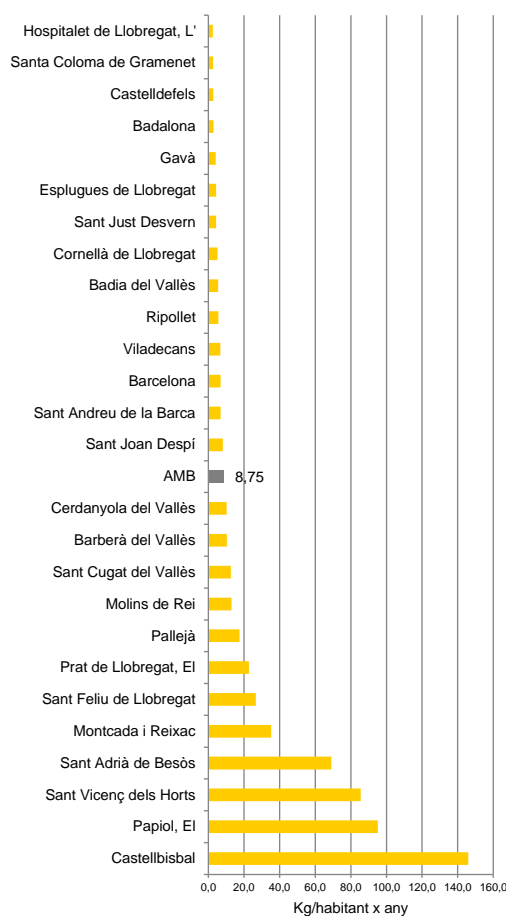 Hospitalet de Llobregat, L'
Santa Coloma de Gramenet
Castelldefels
Badalona
Gavà
Esplugues de Llobregat
Sant Just Desvern
Cornellà de Llobregat
Badia del Vallès
Ripollet
Viladecans
Barcelona
Sant Andreu de la Barca
Sant Joan Despí
AMB 8,75
Cerdanyola del Vallès
Barberà del Vallès
Sant Cugat del Vallès
Molins de Rei
Pallejà
Prat de Llobregat, El
Sant Feliu de Llobregat
Montcada i Reixac
Sant Adrià de Besòs
Sant Vicenç dels Horts
Papiol, El
Castellbisbal
0,0 20,0 40,0 60,0 80,0 100,0 120,0 140,0 160,0
Kg/habitant x any